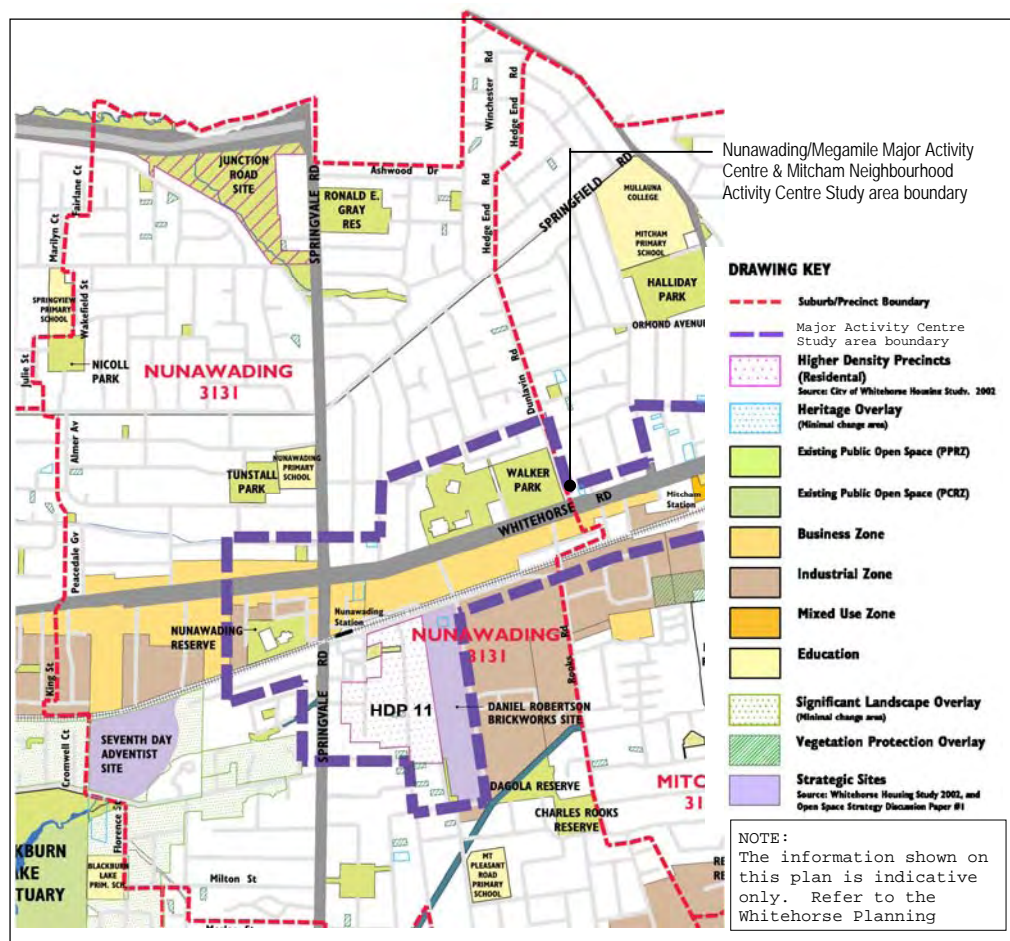 Winchester Rd
Hedge End Rd
JUNCTION
ROAD
SITE
SPRINGVALE RD
Ashwood Dr
RONALD E.
GRAY
RES
Hedge End Rd
SPRINGFIELD RD
MULLAUNA
COLLEGE
MITCHAM
PRIMARY
SCHOOL
HALLIDAY
PARK
ORMOND AVENUE
Fairlane Ct
Marilyn Ct
Wakefield St
SPRINGVIEW
PRIMARY
SCHOOL
NICOLL
PARK
Julie St
NUNAWADING
3131
Dunlavin Rd
Almer Av
TUNSTALL
PARK
NUNAWADING
PRIMARY
SCHOOL
WALKER
PARK
WHITEHORSE RD
Mitcham
Station
Peacedale Gv
NUNAWADING
RESERVE
Nunawading
Station
NUNAWADING
3131
Rooks Rd
King St
SPRINGVALE RD
HDP 11
DANIEL ROBERTSON
BRICKWORKS SITE
SEVENTH DAY
ADVENTIST
SITE
Cromwell Ct
MITC
31
DAGOLA RESERVE
CHARLES ROOKS
RESERVE
Florence St
KBURN
KE
TUARY
BLACKBURN
LAKE
PRIM. SCH
Milton St
MT
PLEASANT
ROAD
PRIMARY
SCHOOL
RE
RE
Nunawading/Megamile Major Activity
Centre & Mitcham Neighbourhood
Activity Centre Study area boundary
DRAWING KEY
Suburb/Precinct Boundary
Major Activity Centre
Study area boundary
Higher Density Precincts
(Residental)
Source: City of Whitehorse Housing Study. 2002
Heritage Overlay
(Minimal change area)
Existing Public Open Space (PPRZ)
Existing Public Open Space (PCRZ)
Business Zone
Industrial Zone
Mixed Use Zone
Education
Significant Landscape Overlay
(Minimal change area)
Vegetation Protection Overlay
Strategic Sites
Source: Whitehorse Housing Study 2002, and
Open Space Strategy Discussion Paper #1
NOTE:
The information shown on
this plan is indicative
only. Refer to the
Whitehorse Planning